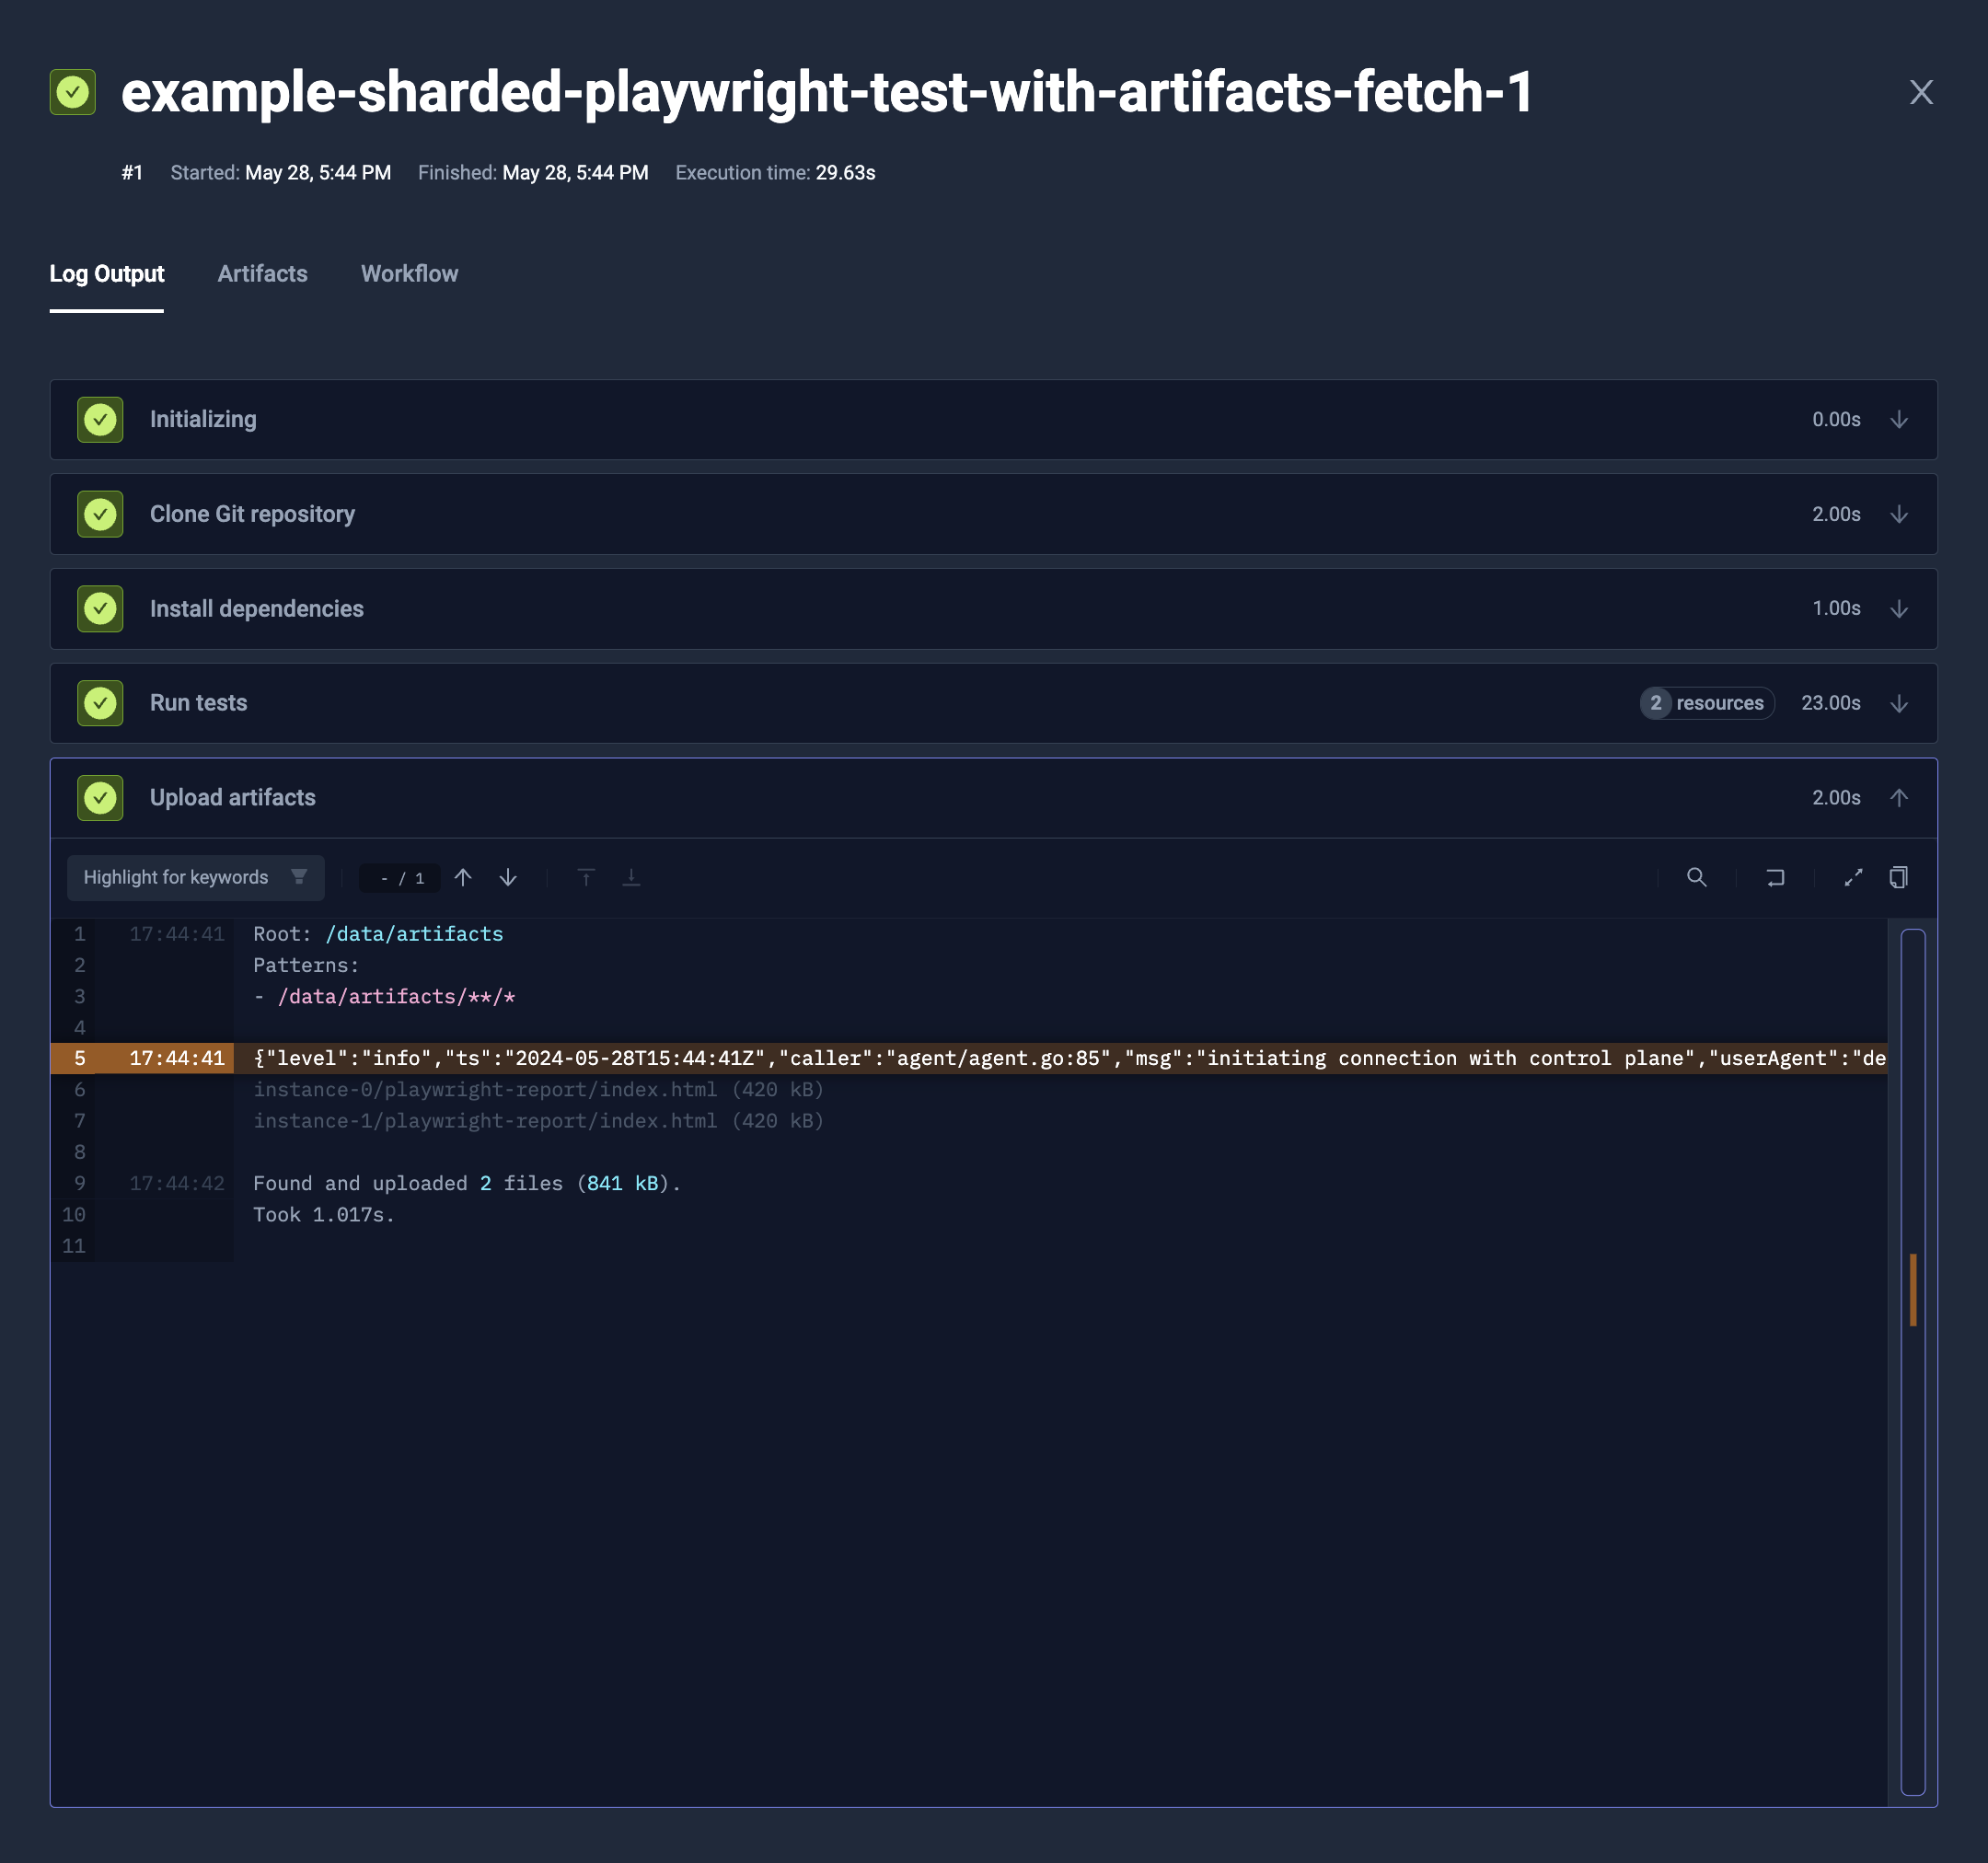 example-sharded-playwright-test-with-artifacts-fetch-1
#1 Started: May 28, 5:44 PM Finished: May 28, 5:44 PM Execution time: 29.63s
Log Output Artifacts Workflow
Initializing 0.00s
Clone Git repository 2.00s
Install dependencies 1.00s
Run tests 2 resources 23.00s
Upload artifacts 2.00s
Highlight for keywords - / 1
1 17:44:41 Root: /data/artifacts
2 Patterns:
3 - /data/artifacts/**/*
4
5 17:44:41 {"level":"info","ts":"2024-05-28T15:44:41Z","caller":"agent/agent.go:85","msg":"initiating connection with control plane","userAgent":"de
6 instance-0/playwright-report/index.html (420 kB)
7 instance-1/playwright-report/index.html (420 kB)
8
9 17:44:42 Found and uploaded 2 files (841 kB).
10 Took 1.017s.
11